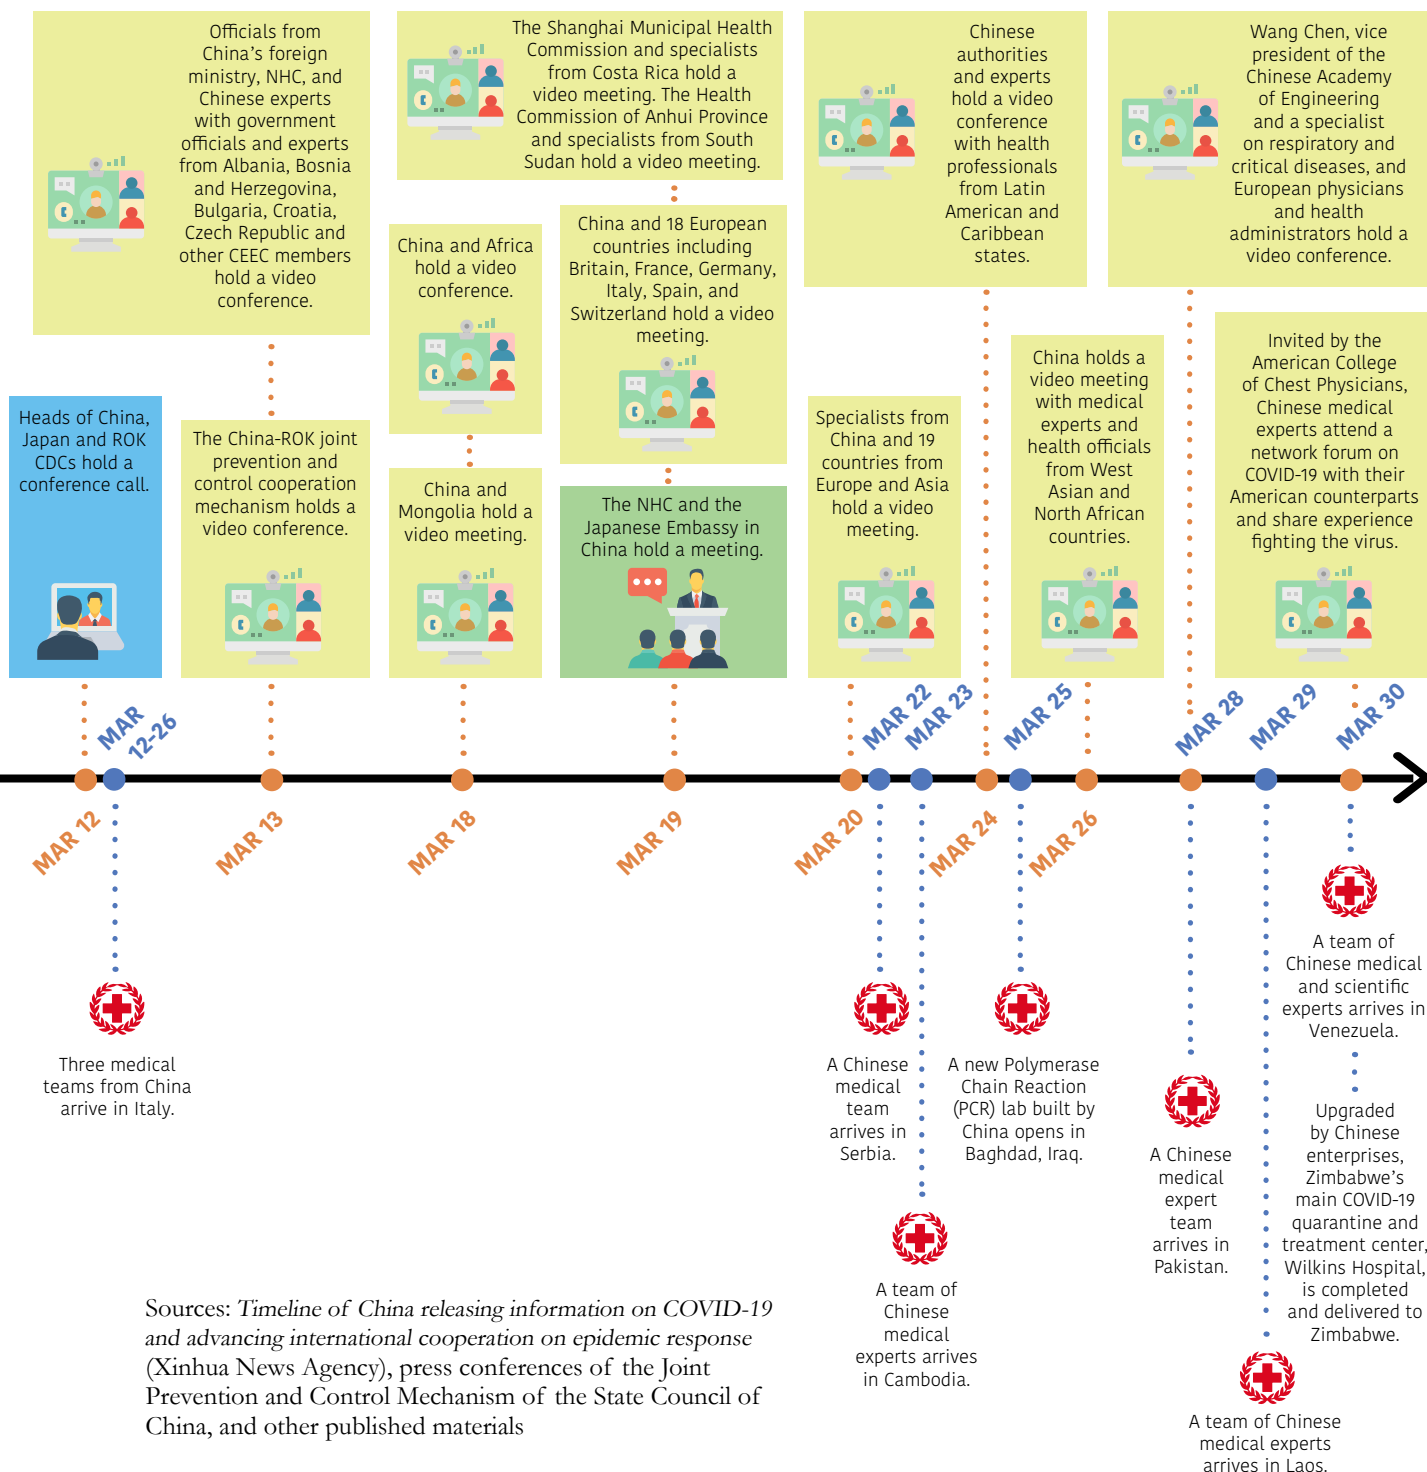 Officials from
China’s foreign
ministry, NHC, and
Chinese experts
with government
officials and experts
from Albania, Bosnia
and Herzegovina,
Bulgaria, Croatia,
Czech Republic and
other CEEC members
hold a video
conference.
The Shanghai Municipal Health
Commission and specialists
from Costa Rica hold a
video meeting. The Health
Commission of Anhui Province
and specialists from South
Sudan hold a video meeting.
Chinese
authorities
and experts
hold a video
conference
with health
professionals
from Latin
American and
Caribbean
states.
Wang Chen, vice
president of the
Chinese Academy
of Engineering
and a specialist
on respiratory and
critical diseases, and
European physicians
and health
administrators hold a
video conference.
China and Africa
hold a video
conference.
China and 18 European
countries including
Britain, France, Germany,
Italy, Spain, and
Switzerland hold a video
meeting.
Heads of China,
Japan and ROK
CDCs hold a
conference call.
The China-ROK joint
prevention and
control cooperation
mechanism holds a
video conference.
China and
Mongolia hold a
video meeting.
The NHC and the
Japanese Embassy in
China hold a meeting.
Specialists from
China and 19
countries from
Europe and Asia
hold a video
meeting.
China holds a
video meeting
with medical
experts and
health officials
from West
Asian and
North African
countries.
Invited by the
American College
of Chest Physicians,
Chinese medical
experts attend a
network forum on
COVID-19 with their
American counterparts
and share experience
fighting the virus.
MAR
12-26
MAR 22
MAR 23
MAR 25
MAR 28
MAR 29
MAR 30
MAR 12
MAR 13
MAR 18
MAR 19
MAR 20
MAR 24
MAR 26
Three medical
teams from China
arrive in Italy.
A Chinese
medical
team
arrives in
Serbia.
A team of
Chinese
medical
experts arrives
in Cambodia.
A new Polymerase
Chain Reaction
(PCR) lab built by
China opens in
Baghdad, Iraq.
A Chinese
medical
expert
team
arrives in
Pakistan.
A team of Chinese
medical experts
arrives in Laos.
A team of
Chinese medical
and scientific
experts arrives in
Venezuela.
Upgraded
by Chinese
enterprises,
Zimbabwe’s
main COVID-19
quarantine and
treatment center,
Wilkins Hospital,
is completed
and delivered to
Zimbabwe.
Sources: Timeline of China releasing information on COVID-19
and advancing international cooperation on epidemic response
(Xinhua News Agency), press conferences of the Joint
Prevention and Control Mechanism of the State Council of
China, and other published materials